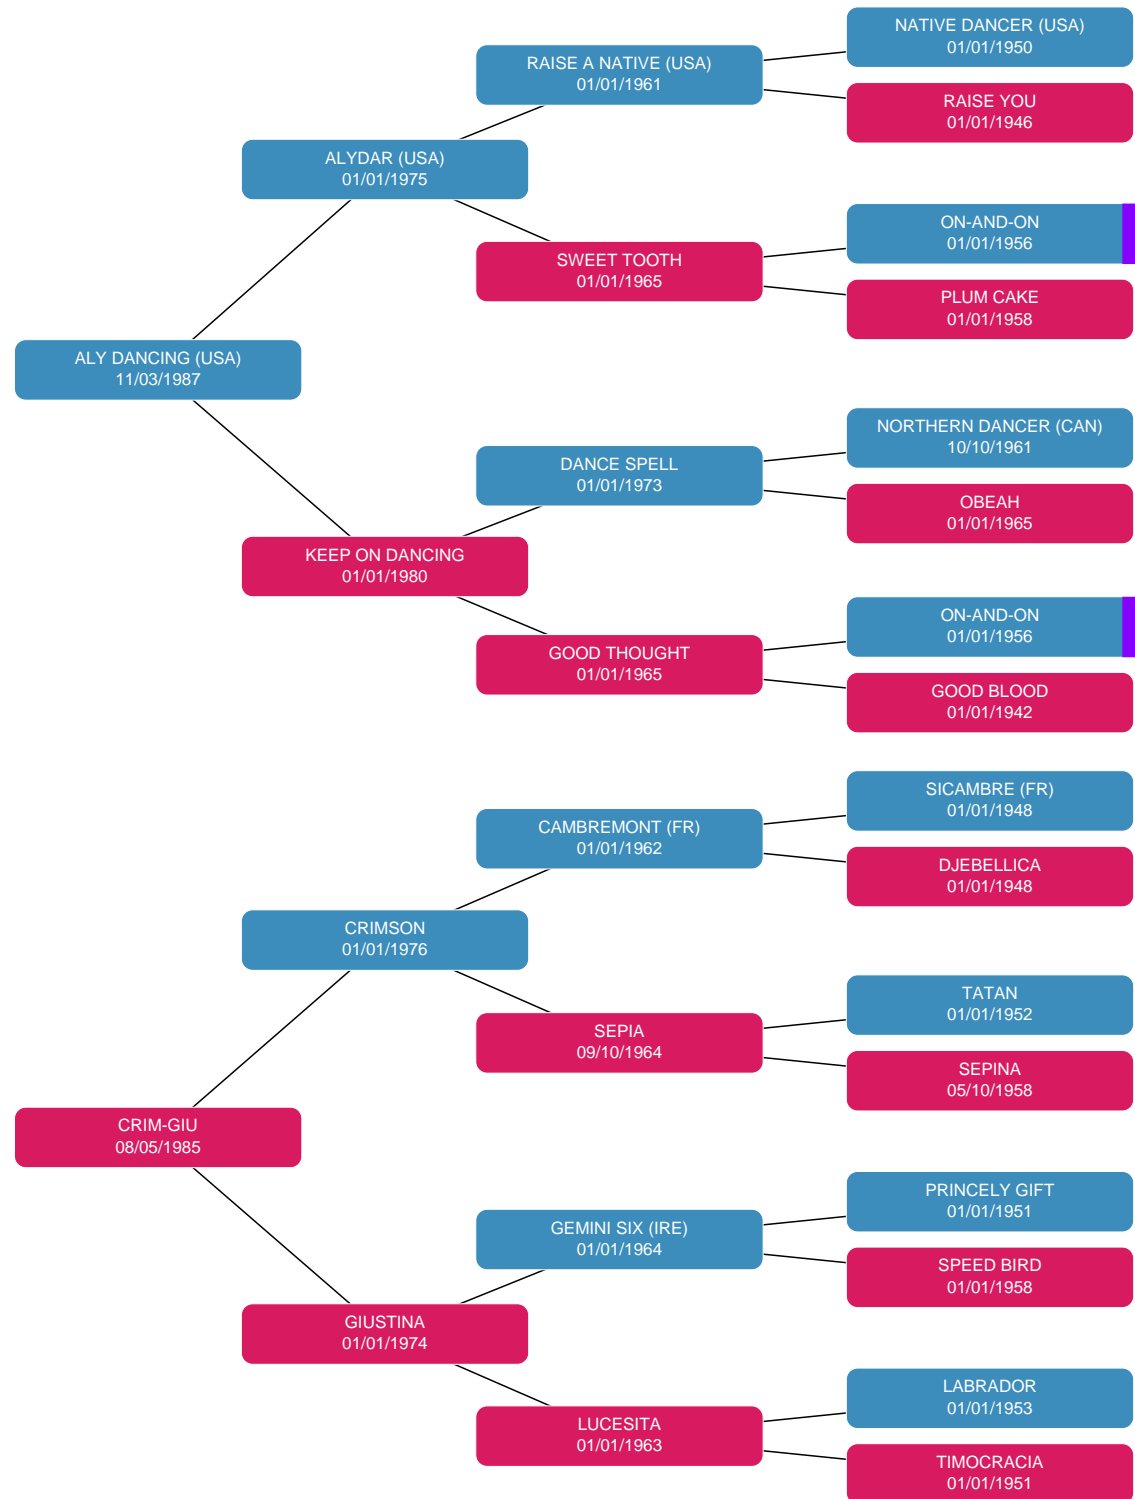 NATIVE DANCER (USA)
01/01/1950
RAISE A NATIVE (USA)
01/01/1961
RAISE YOU
01/01/1946
ALYDAR (USA)
01/01/1975
ON-AND-ON
01/01/1956
SWEET TOOTH
01/01/1965
PLUM CAKE
01/01/1958
ALY DANCING (USA)
11/03/1987
NORTHERN DANCER (CAN)
10/10/1961
DANCE SPELL
01/01/1973
OBEAH
01/01/1965
KEEP ON DANCING
01/01/1980
ON-AND-ON
01/01/1956
GOOD THOUGHT
01/01/1965
GOOD BLOOD
01/01/1942
SICAMBRE (FR)
01/01/1948
CAMBREMONT (FR)
01/01/1962
DJEBELLICA
01/01/1948
CRIMSON
01/01/1976
TATAN
01/01/1952
SEPIA
09/10/1964
SEPINA
05/10/1958
CRIM-GIU
08/05/1985
PRINCELY GIFT
01/01/1951
GEMINI SIX (IRE)
01/01/1964
SPEED BIRD
01/01/1958
GIUSTINA
01/01/1974
LABRADOR
01/01/1953
LUCESITA
01/01/1963
TIMOCRACIA
01/01/1951